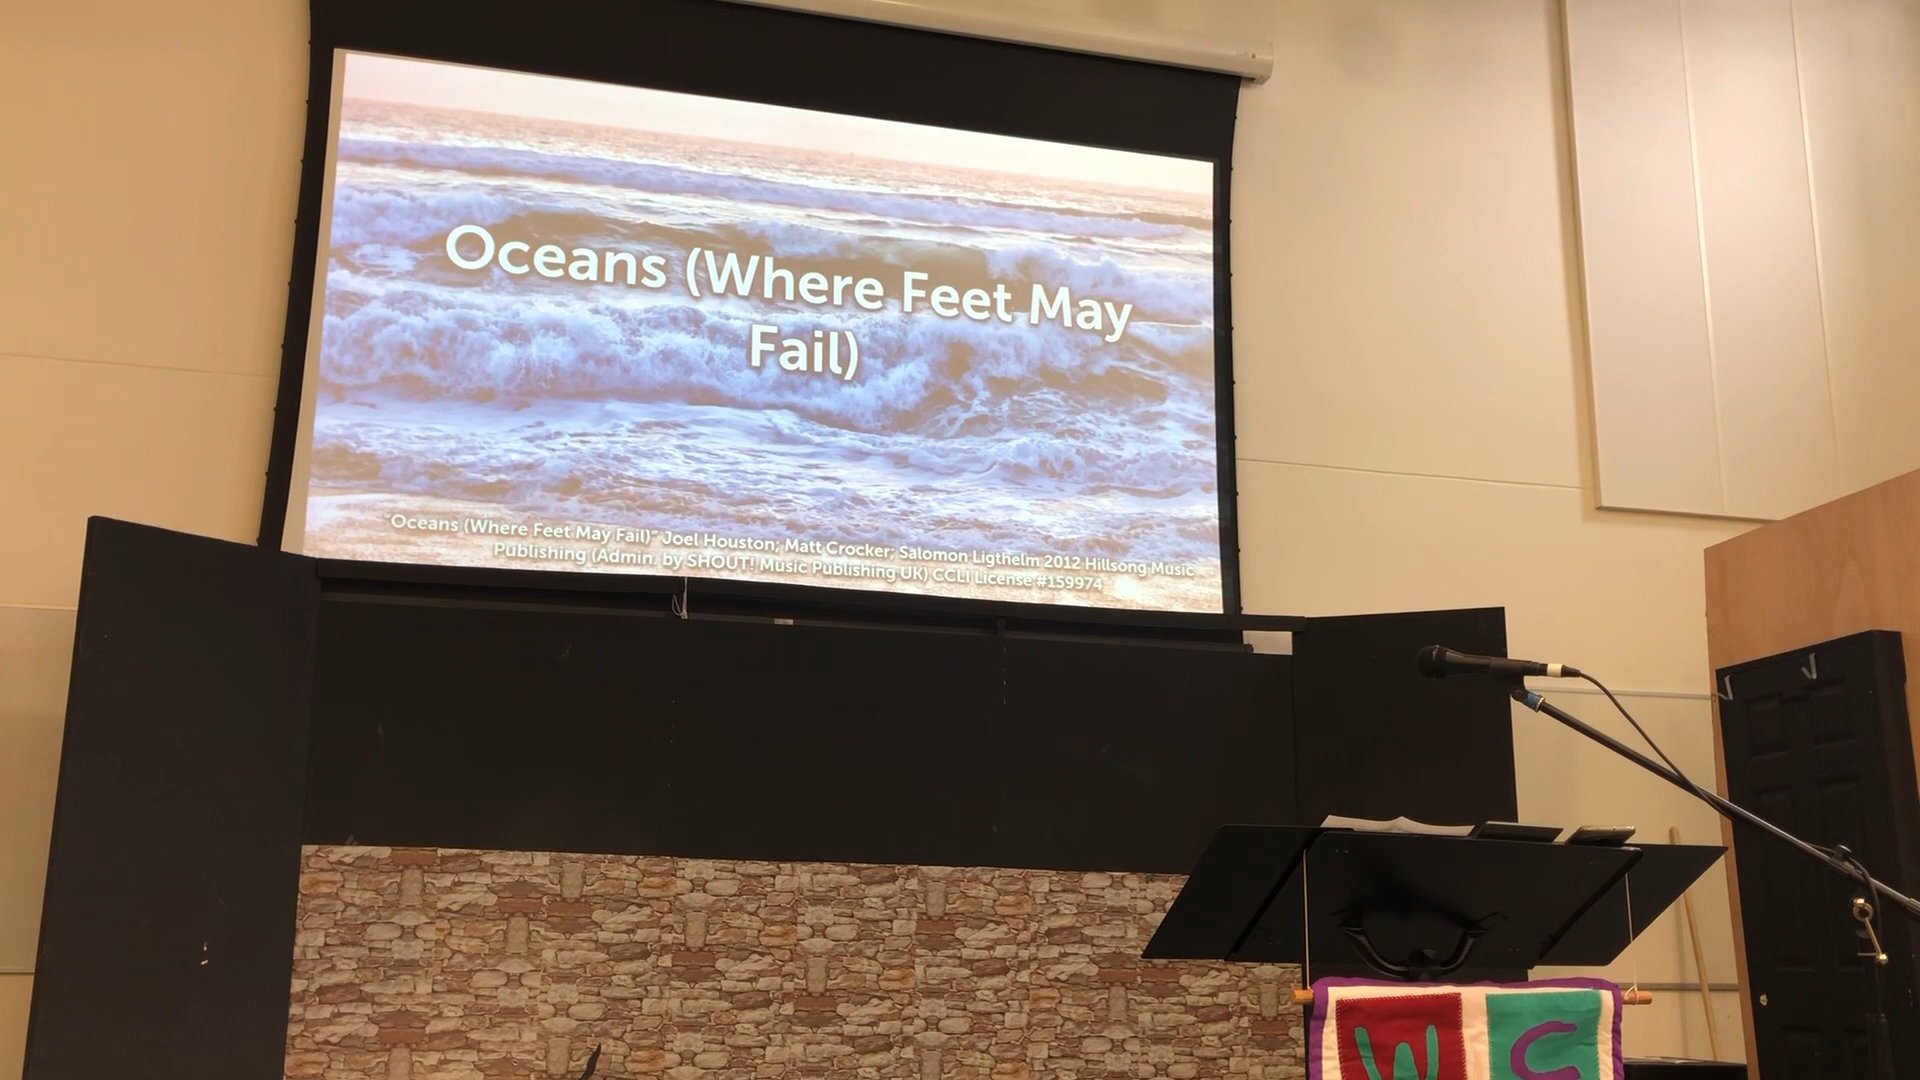 Oceans (Where Feet May
Fail)
"Oceans (Where Feet May Fail)" Joel Houston; Matt Crocker; Salomon Ligthelm 2012 Hillsong Music
Publishing (Admin. by SHOUT! Music Publishing UK) CCLI License #159974
W C